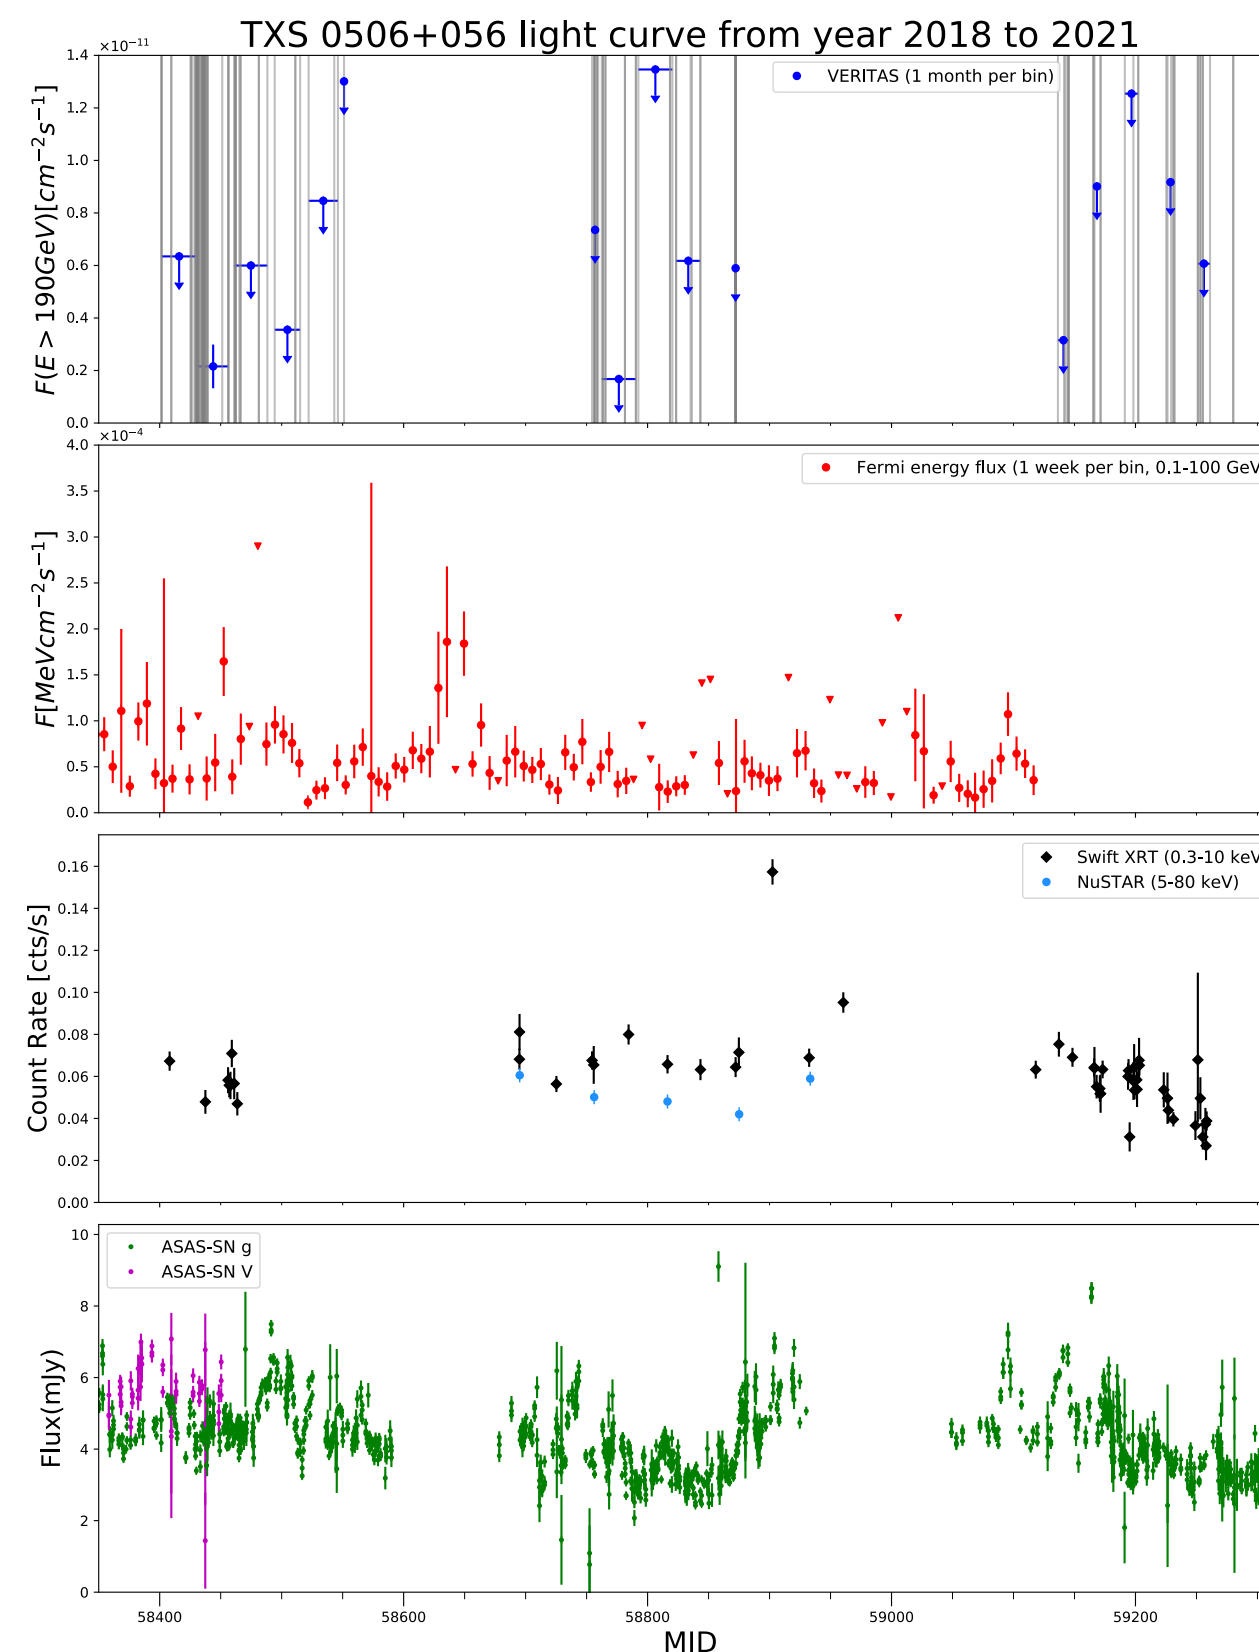 TXS 0506+056 light curve from year 2018 to 2021
×10⁻¹¹
1.4
1.2
1.0
0.8
0.6
0.4
0.2
0.0
F(E > 190GeV)[cm⁻²s⁻¹]
VERITAS (1 month per bin)
×10⁻⁴
4.0
3.5
3.0
2.5
2.0
1.5
1.0
0.5
0.0
F[MeVcm⁻²s⁻¹]
Fermi energy flux (1 week per bin, 0.1-100 GeV
0.16
0.14
0.12
0.10
0.08
0.06
0.04
0.02
0.00
Count Rate [cts/s]
Swift XRT (0.3-10 keV
NuSTAR (5-80 keV)
10
8
6
4
2
0
Flux(mJy)
ASAS-SN g
ASAS-SN V
58400 58600 58800 59000 59200
MJD